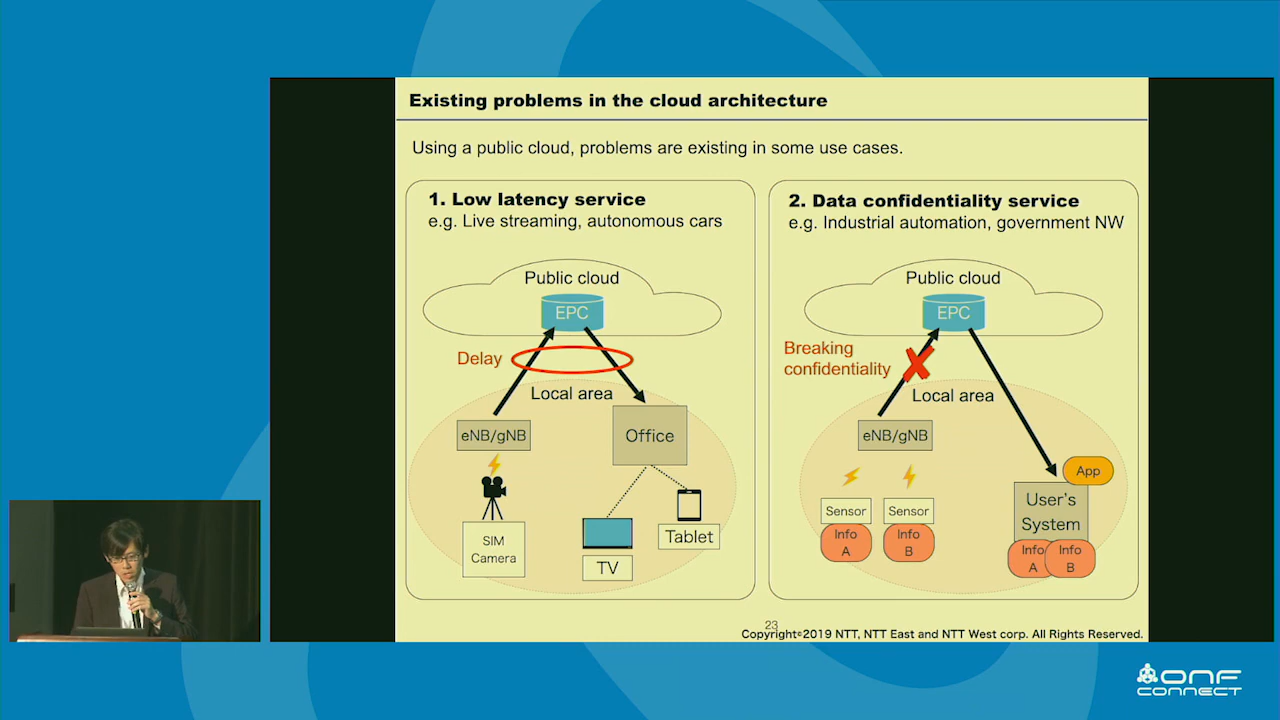 Existing problems in the cloud architecture
Using a public cloud, problems are existing in some use cases.
1. Low latency service
e.g. Live streaming, autonomous cars
Public cloud
EPC
Delay
Local area
eNB/gNB
Office
SIM
Camera
TV
Tablet
2. Data confidentiality service
e.g. Industrial automation, government NW
Public cloud
EPC
Breaking
confidentiality
Local area
eNB/gNB
App
User's
System
Sensor
Sensor
Info
A
Info
B
Info
A
Info
B
23
Copyright©2019 NTT, NTT East and NTT West corp. All Rights Reserved.
ONF
CONNECT